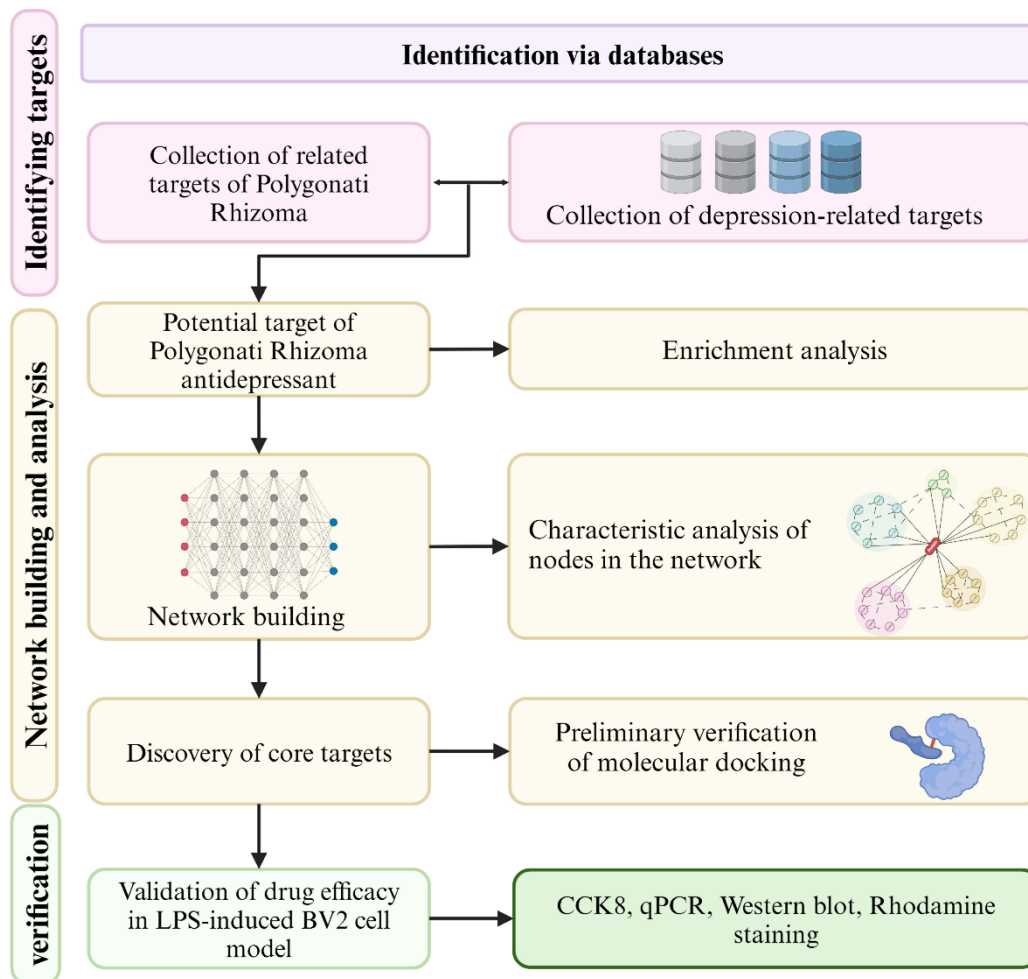 Identifying targets
Identification via databases
Collection of related
targets of Polygonati
Rhizoma
Collection of depression-related targets
Network building and analysis
Potential target of
Polygonati Rhizoma
antidepressant
Enrichment analysis
Network building
Characteristic analysis of
nodes in the network
Discovery of core targets
Preliminary verification
of molecular docking
verification
Validation of drug efficacy
in LPS-induced BV2 cell
model
CCK8, qPCR, Western blot, Rhodamine
staining